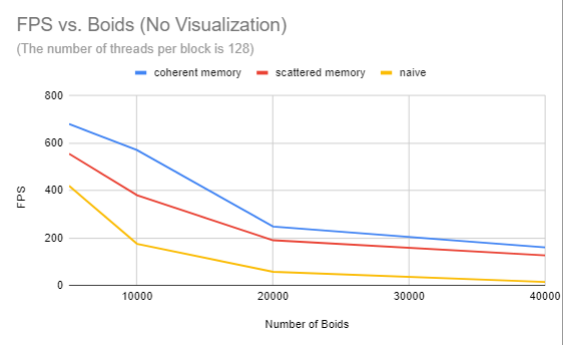 FPS vs. Boids (No Visualization)
(The number of threads per block is 128)
coherent memory scattered memory naive
800
600
400
200
0
FPS
10000 20000 30000 40000
Number of Boids